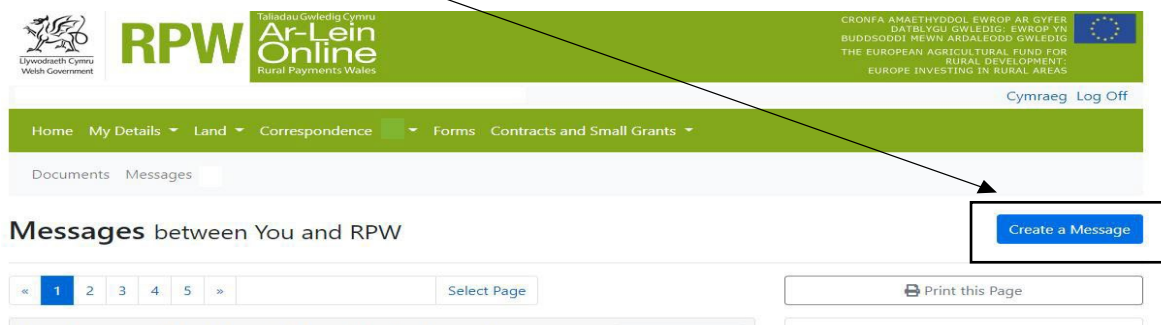 Llywodraeth Cymru
Welsh Government
RPW
Taliadau Gwledig Cymru
Ar-Lein
Online
Rural Payments Wales
CRONFA AMAETHYDDOL EWROP AR GYFER
DATBLYGU GWLEDIG: EWROP YN
BUDDSODDI MEWN ARDALEODD GWLEDIG
THE EUROPEAN AGRICULTURAL FUND FOR
RURAL DEVELOPMENT:
EUROPE INVESTING IN RURAL AREAS
Cymraeg Log Off
Home My Details Land Correspondence Forms Contracts and Small Grants
Documents Messages
Messages between You and RPW
Create a Message
« 1 2 3 4 5 » Select Page
Print this Page